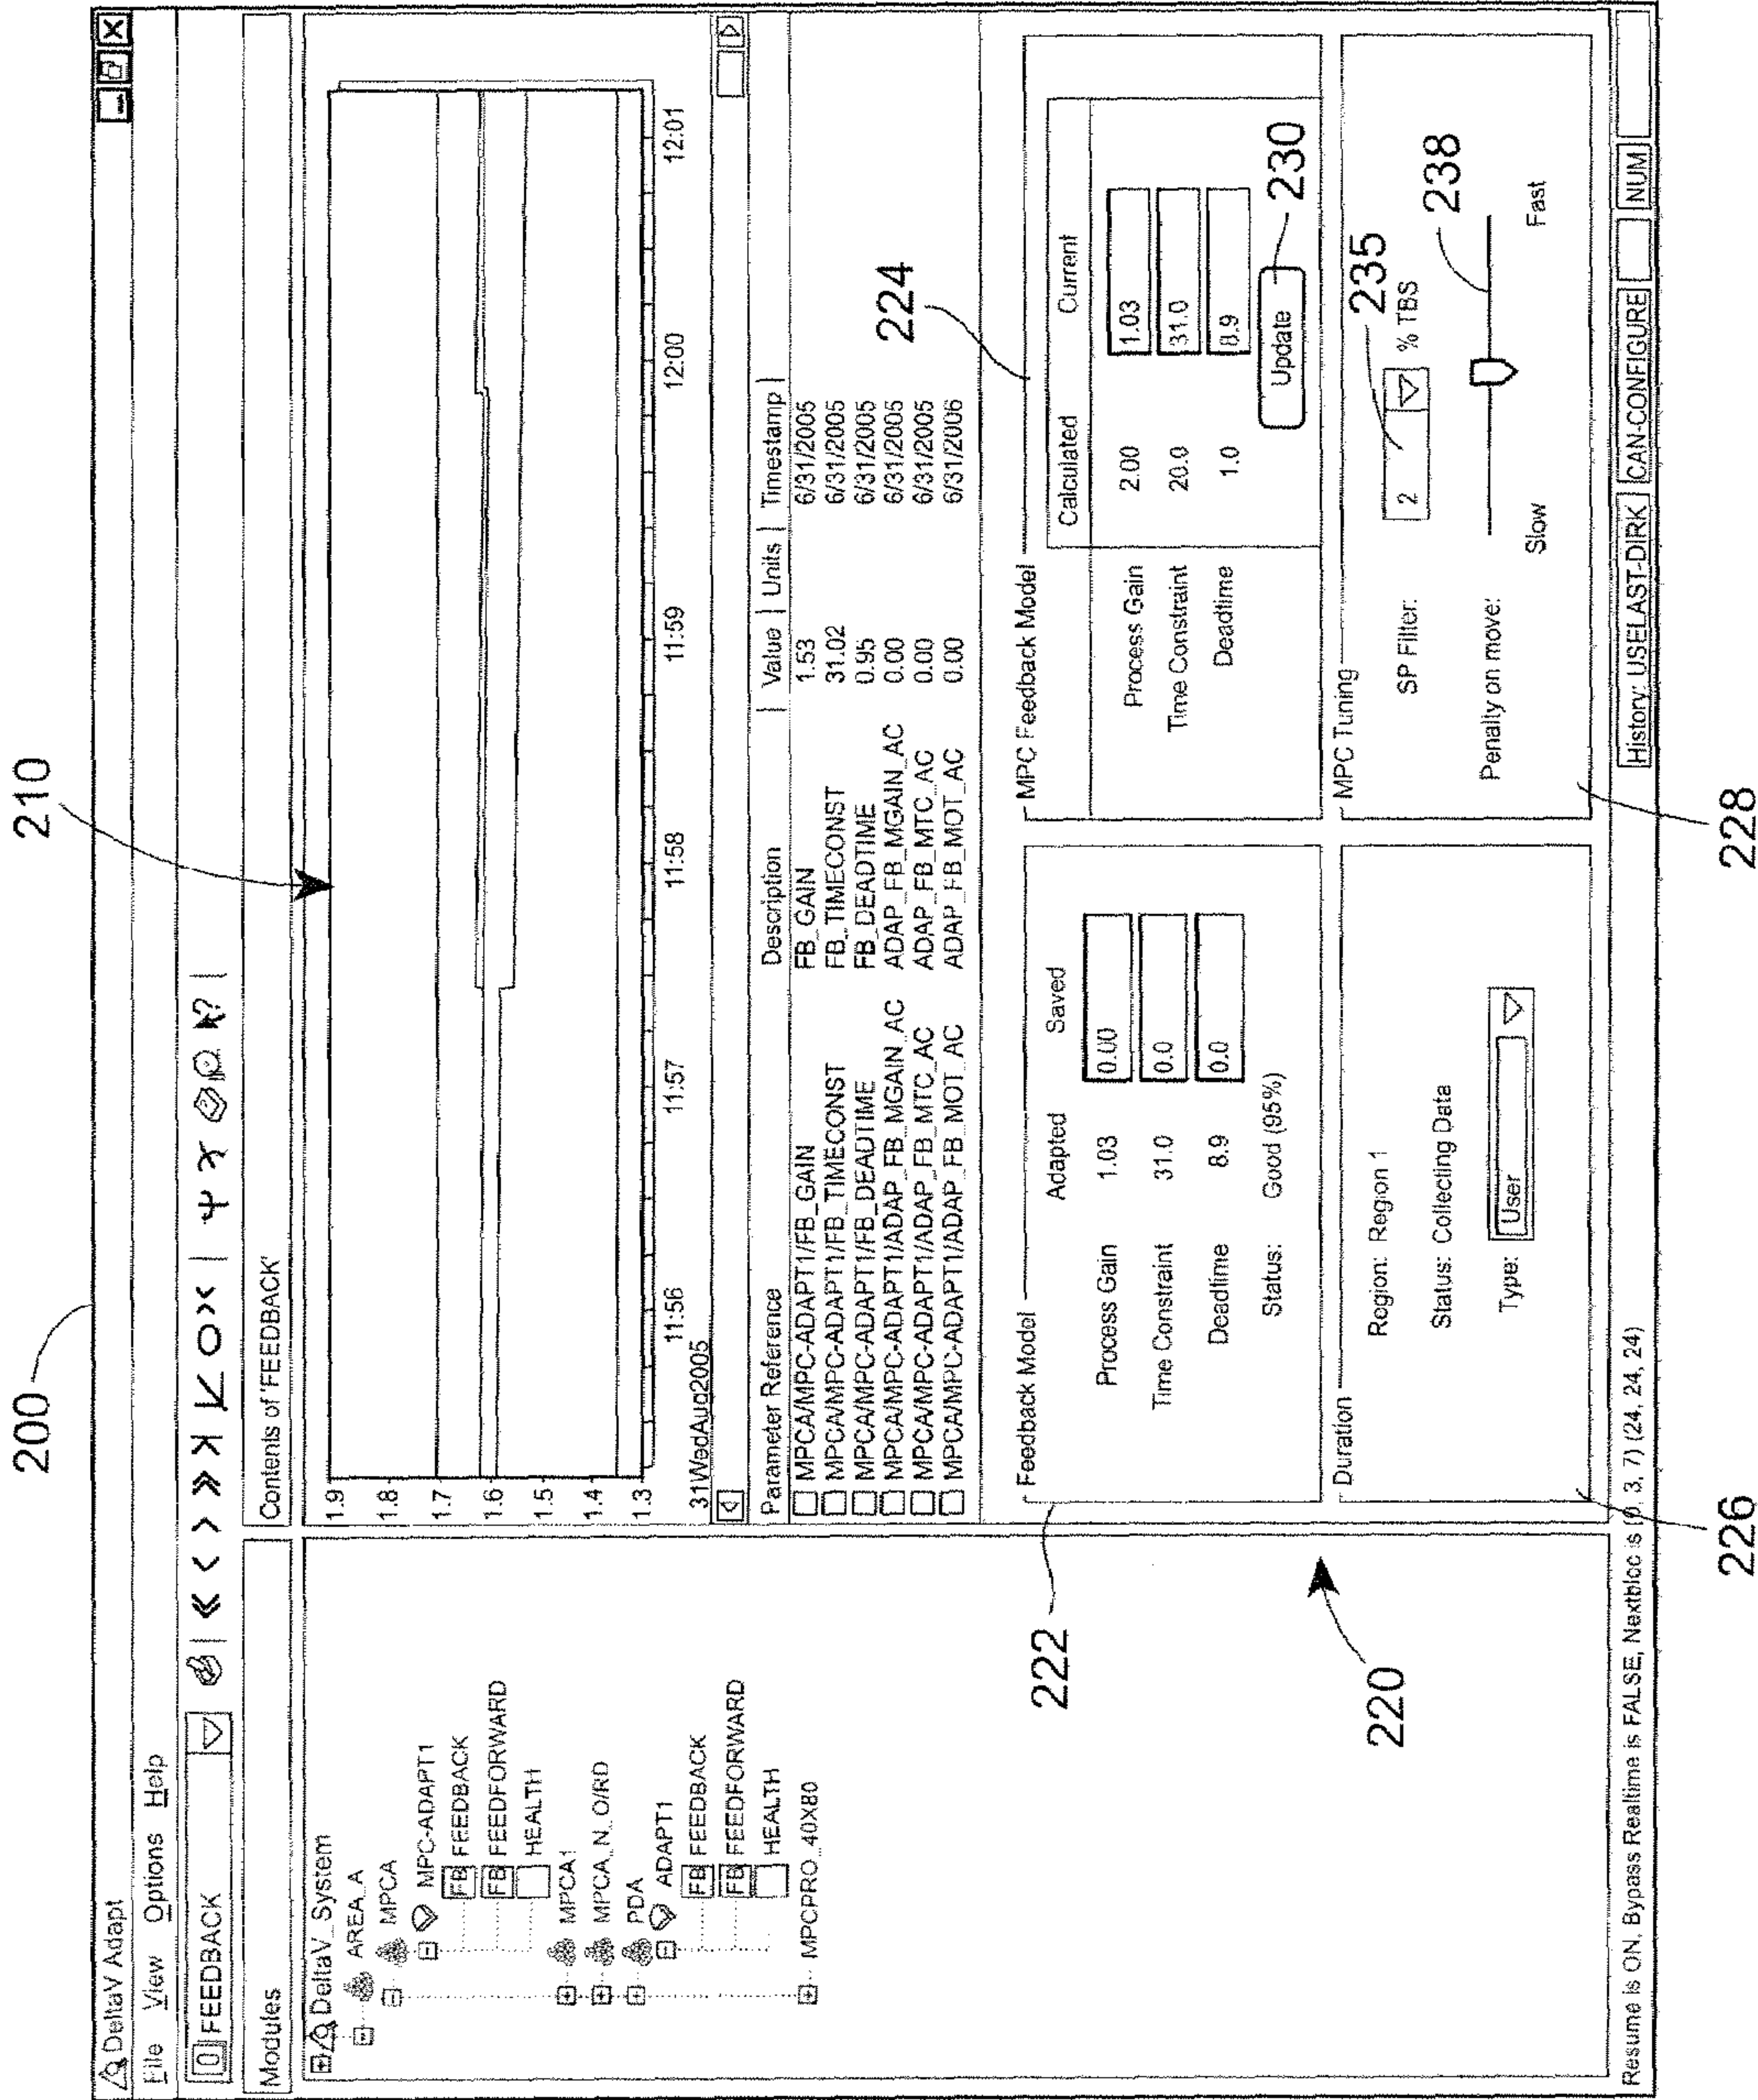 200
210
DeltaV Adapt
File View Options Help
FEEDBACK
Modules
Contents of 'FEEDBACK'
DeltaV_System
AREA_A
MPCA
MPC-ADAPT1
FB FEEDBACK
FB FEEDFORWARD
HEALTH
MPCA1
MPCA_N_O/RD
PDA
ADAPT1
FB FEEDBACK
FB FEEDFORWARD
HEALTH
MPCPRO_40X80
1.9
1.8
1.7
1.6
1.5
1.4
1.3
11:56 11:57 11:58 11:59 12:00 12:01
31WedAug2005
Parameter Reference Description | Value | Units | Timestamp |
MPCA/MPC-ADAPT1/FB_GAIN FB_GAIN 1.53 6/31/2005
MPCA/MPC-ADAPT1/FB_TIMECONST FB_TIMECONST 31.02 6/31/2005
MPCA/MPC-ADAPT1/FB_DEADTIME FB_DEADTIME 0.95 6/31/2005
MPCA/MPC-ADAPT1/ADAP_FB_MGAIN_AC ADAP_FB_MGAIN_AC 0.00 6/31/2005
MPCA/MPC-ADAPT1/ADAP_FB_MTC_AC ADAP_FB_MTC_AC 0.00 6/31/2005
MPCA/MPC-ADAPT1/ADAP_FB_MOT_AC ADAP_FB_MOT_AC 0.00 6/31/2006
222
224
Feedback Model
Adapted Saved
Process Gain 1.03 0.00
Time Constraint 31.0 0.0
Deadtime 8.9 0.0
Status: Good (95%)
MPC Feedback Model
Calculated Current
Process Gain 2.00 1.03
Time Constraint 20.0 31.0
Deadtime 1.0 8.9
Update
230
220
Duration
Region: Region 1
Status: Collecting Data
Type: User
MPC Tuning
235
SP Filter: 2 % TBS
238
Penalty on move:
Slow Fast
Resume is ON, Bypass Realtime is FALSE, Nextbloc is (0, 3, 7) (24, 24, 24)
History: USELAST-DIRK CAN-CONFIGURE NUM
226
228